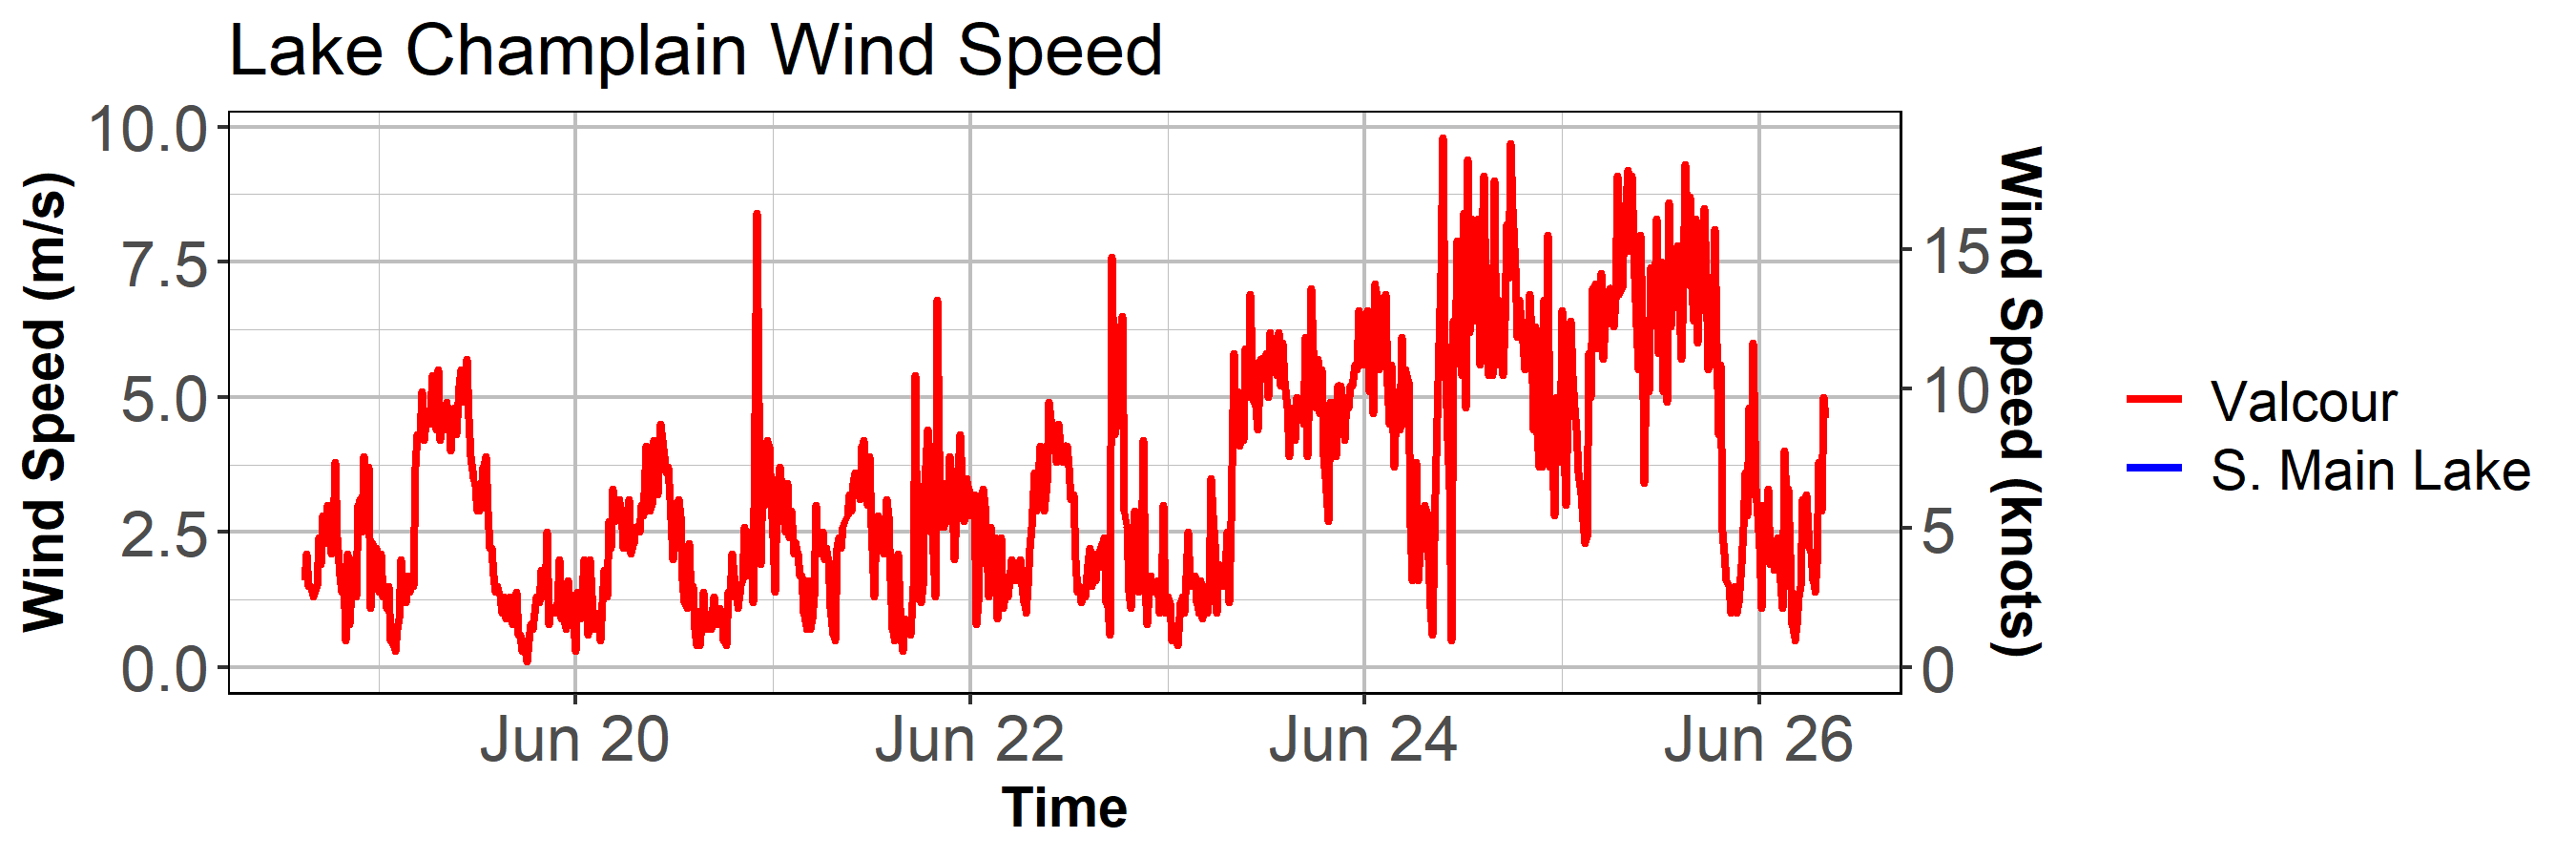 Lake Champlain Wind Speed
Wind Speed (m/s)
10.0
7.5
5.0
2.5
0.0
15
10
5
0
Wind Speed (knots)
Jun 20
Jun 22
Jun 24
Jun 26
Time
Valcour
S. Main Lake